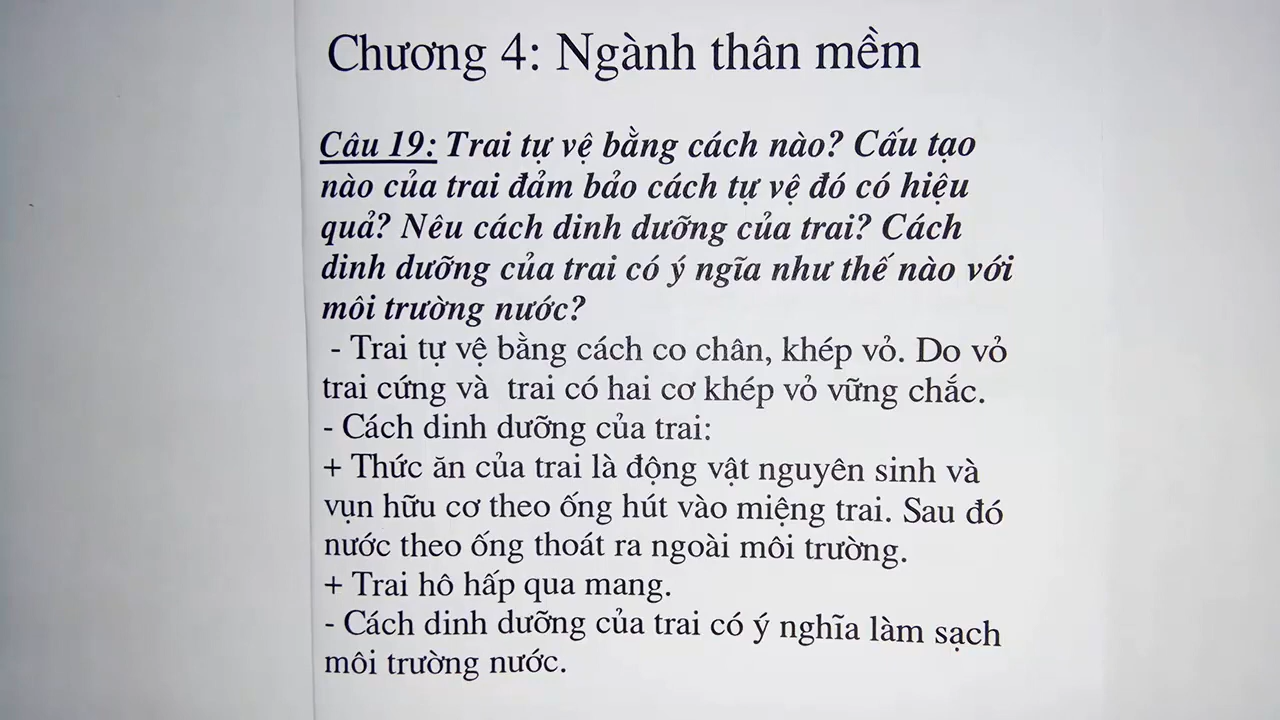 Chương 4: Ngành thân mềm
Câu 19: Trai tự vệ bằng cách nào? Cấu tạo
nào của trai đảm bảo cách tự vệ đó có hiệu
quả? Nêu cách dinh dưỡng của trai? Cách
dinh dưỡng của trai có ý ngĩa như thế nào với
môi trường nước?
- Trai tự vệ bằng cách co chân, khép vỏ. Do vỏ
trai cứng và trai có hai cơ khép vỏ vững chắc.
- Cách dinh dưỡng của trai:
+ Thức ăn của trai là động vật nguyên sinh và
vụn hữu cơ theo ống hút vào miệng trai. Sau đó
nước theo ống thoát ra ngoài môi trường.
+ Trai hô hấp qua mang.
- Cách dinh dưỡng của trai có ý nghĩa làm sạch
môi trường nước.